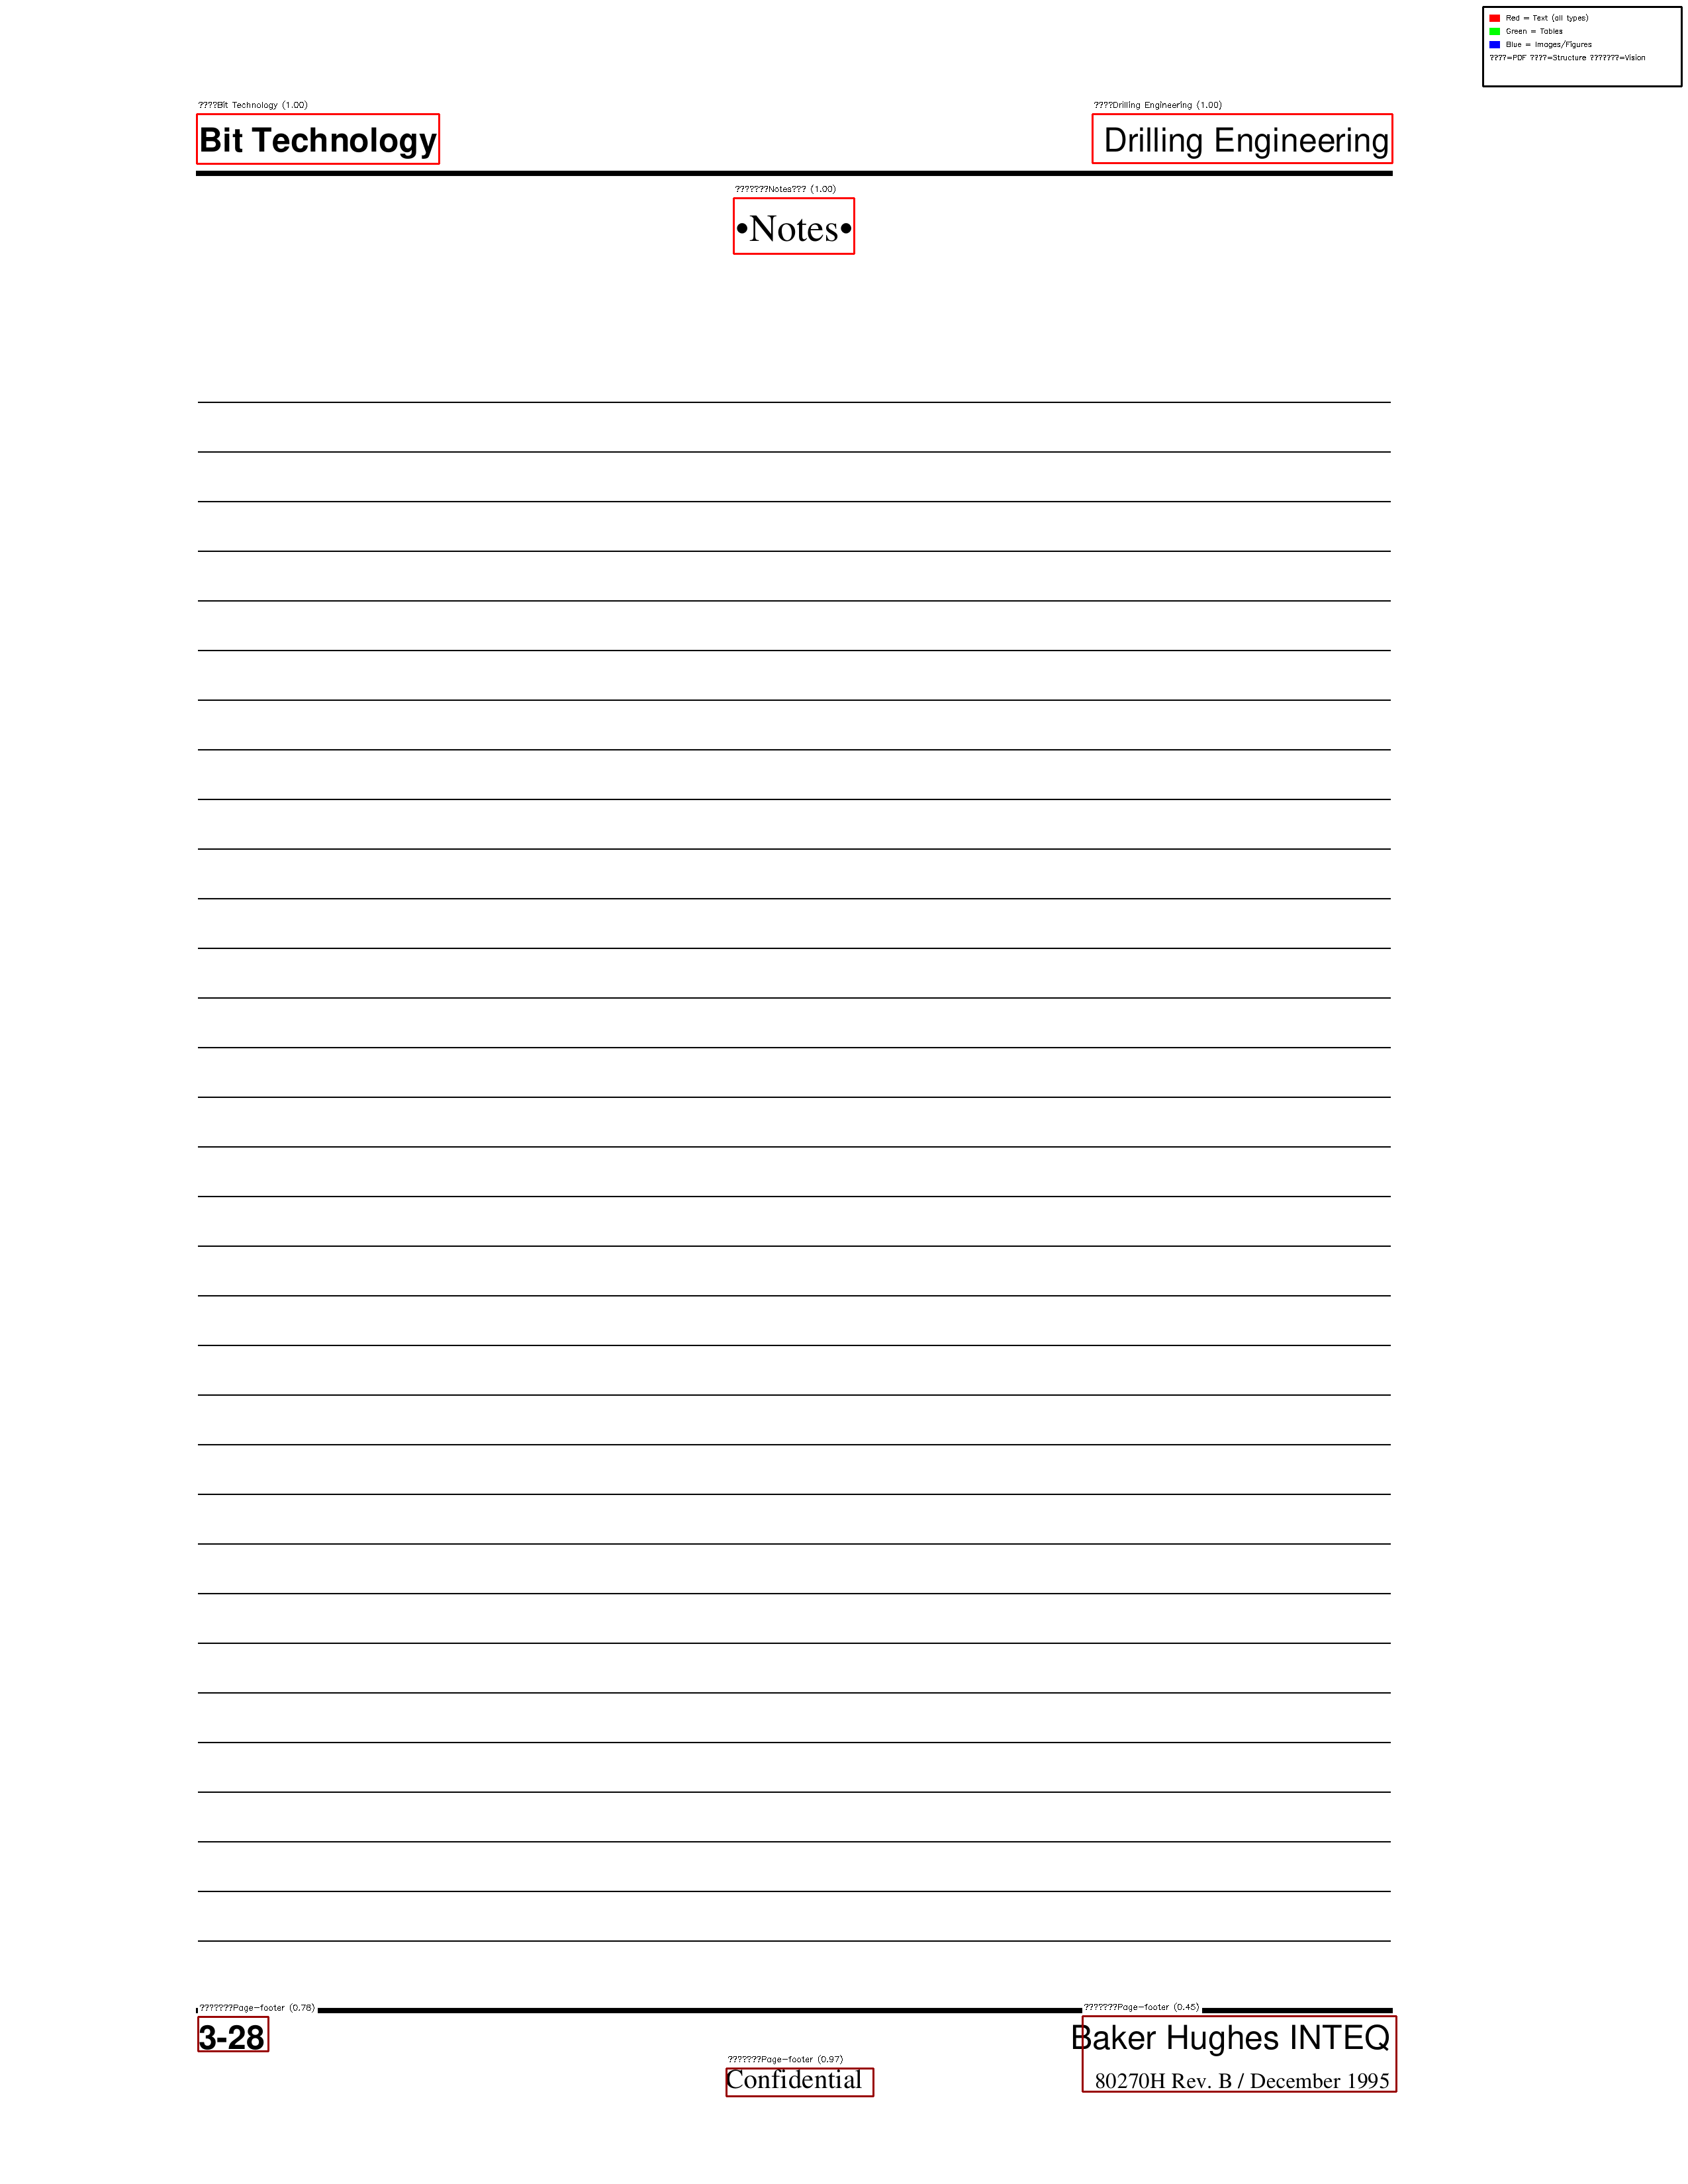 Red = Text (all types)
Green = Tables
Blue = Images/Figures
????=PDF ????=Structure ???????=Vision
????Bit Technology (1.00)
????Drilling Engineering (1.00)
Bit Technology
Drilling Engineering
???????Notes??? (1.00)
•Notes•
???????Page-footer (0.78)
???????Page-footer (0.45)
3-28
Baker Hughes INTEQ
???????Page-footer (0.97)
Confidential
80270H Rev. B / December 1995